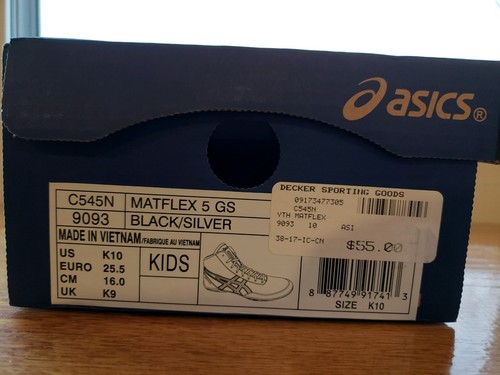 asics®
DECKER SPORTING GOODS
09173477305
C545N
YTH MATFLEX
9093 10 ASI
38-17-IC-CN
$55.00
C545N MATFLEX 5 GS
9093 BLACK/SILVER
MADE IN VIETNAM/FABRIQUE AU VIETNAM
US K10
EURO 25.5
CM 16.0
UK K9
KIDS
8 87749 91741 3
SIZE K10